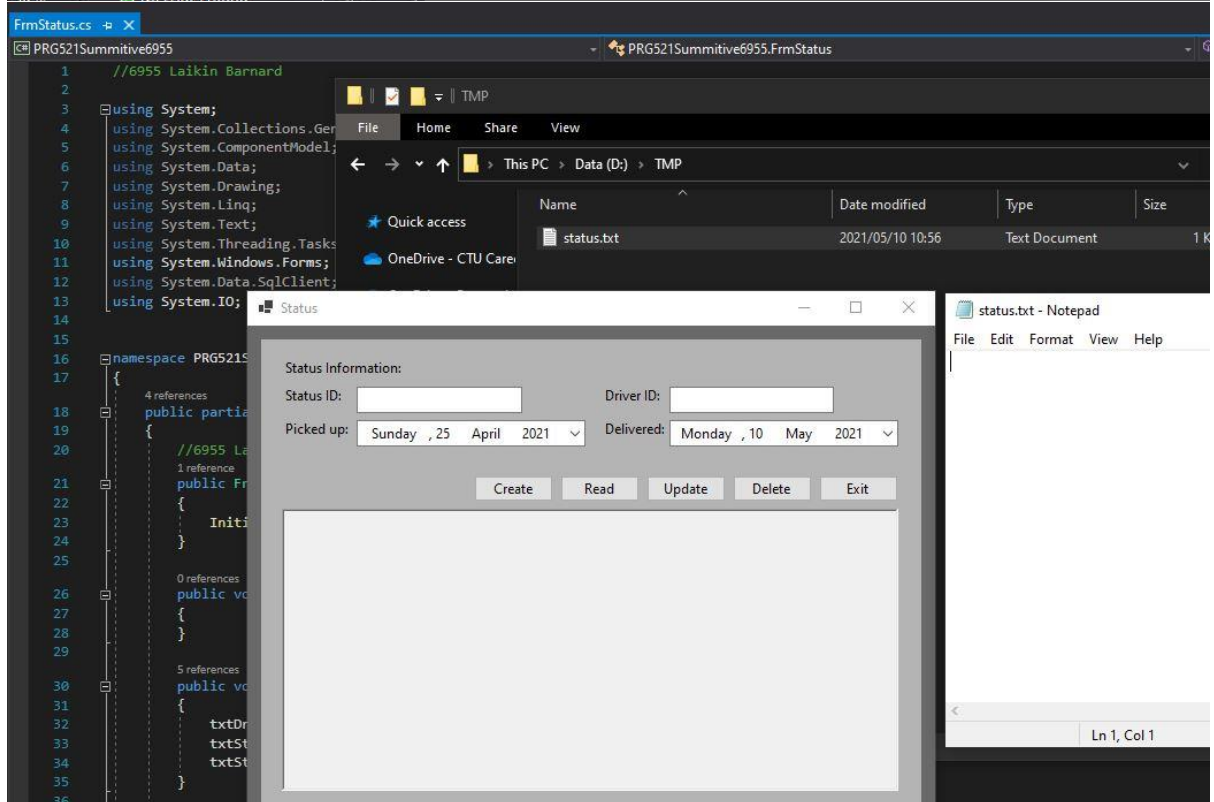 FrmStatus.cs
C# PRG521Summitive6955
PRG521Summitive6955.FrmStatus
1 //6955 Laikin Barnard
2
3 using System;
4 using System.Collections.Ger
5 using System.ComponentModel;
6 using System.Data;
7 using System.Drawing;
8 using System.Linq;
9 using System.Text;
10 using System.Threading.Tasks
11 using System.Windows.Forms;
12 using System.Data.SqlClient;
13 using System.IO;
14
15
16 namespace PRG521S
17 {
4 references
18 public partia
19 {
20 //6955 La
1 reference
21 public Fr
22 {
23 Initi
24 }
25
0 references
26 public vo
27 {
28 }
29
5 references
30 public vo
31 {
32 txtDr
33 txtSt
34 txtSt
35 }
36
TMP
File Home Share View
This PC > Data (D:) > TMP
Name Date modified Type Size
Quick access
status.txt 2021/05/10 10:56 Text Document 1 K
OneDrive - CTU Caree
Status
Status Information:
Status ID: Driver ID:
Picked up: Sunday , 25 April 2021 Delivered: Monday , 10 May 2021
Create Read Update Delete Exit
status.txt - Notepad
File Edit Format View Help
Ln 1, Col 1